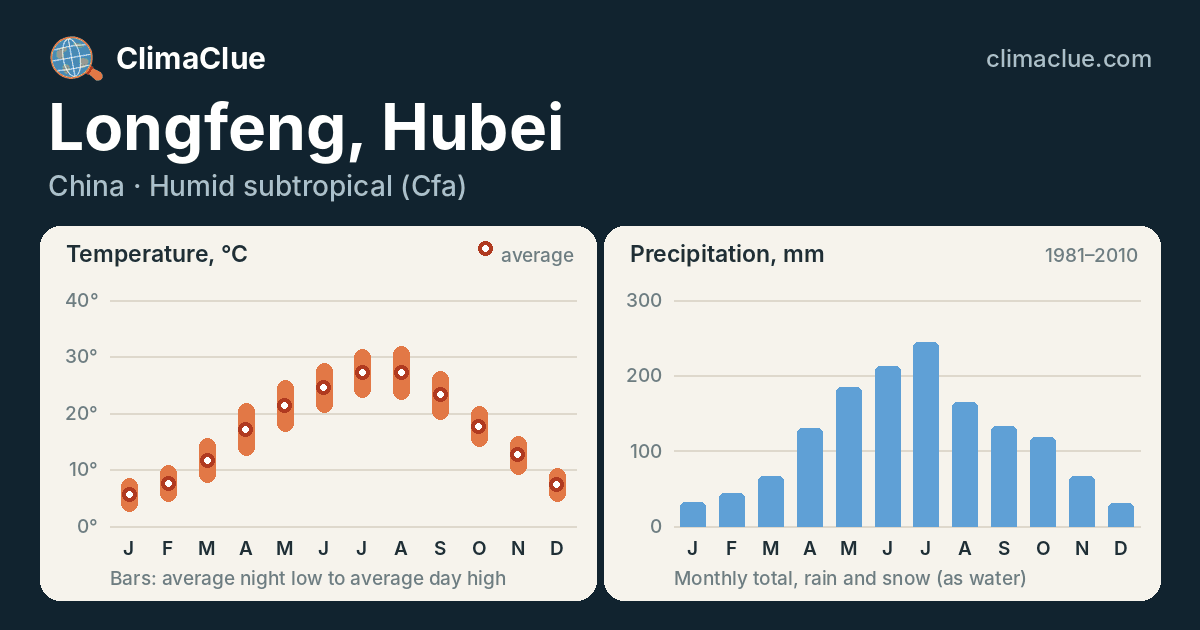 ClimaClue
climaclue.com
Longfeng, Hubei
China · Humid subtropical (Cfa)
Temperature, °C
average
40°
30°
20°
10°
0°
J F M A M J J A S O N D
Bars: average night low to average day high
Precipitation, mm
1981–2010
300
200
100
0
J F M A M J J A S O N D
Monthly total, rain and snow (as water)